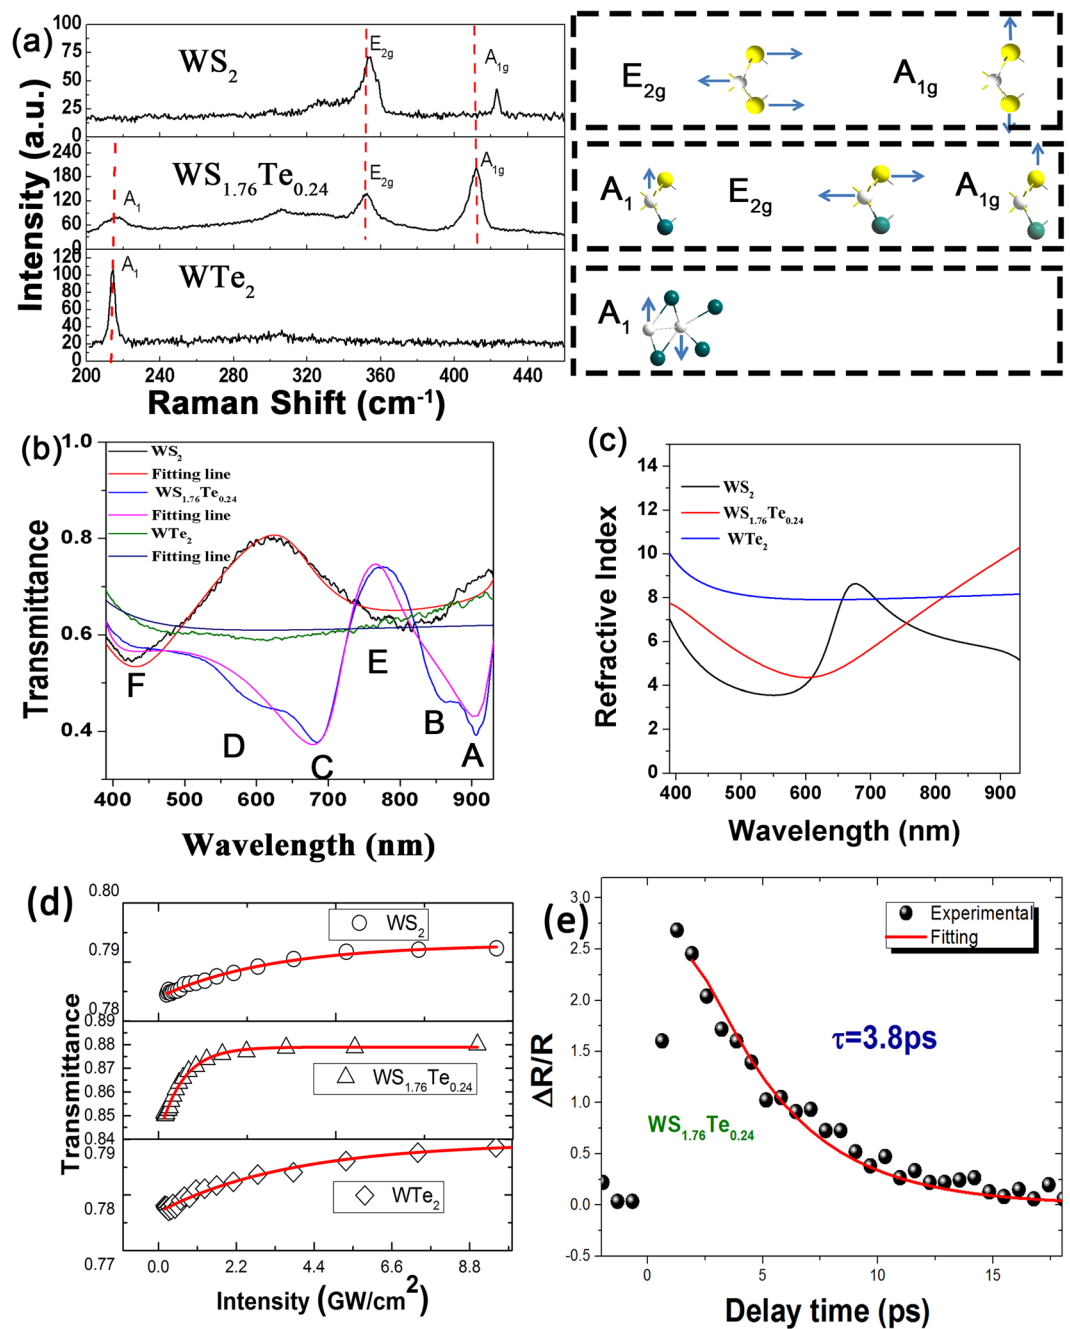 (a)
Intensity (a.u.)
100
75
50
25
0
WS2
E2g
A1g
240
180
120
60
0
WS1.76Te0.24
A1
E2g
A1g
120
100
80
60
40
20
0
WTe2
A1
200 240 280 320 360 400 440
Raman Shift (cm-1)
E2g
A1g
A1
E2g
A1g
A1
(b)
Transmittance
1.0
0.8
0.6
0.4
WS2
Fitting line
WS1.76Te0.24
Fitting line
WTe2
Fitting line
F
D
C
E
B
A
400 500 600 700 800 900
Wavelength (nm)
(c)
Refractive Index
14
12
10
8
6
4
2
0
WS2
WS1.76Te0.24
WTe2
400 500 600 700 800 900
Wavelength (nm)
(d)
Transmittance
0.80
0.79
0.78
0.89
0.88
0.87
0.86
0.85
0.84
0.79
0.78
0.77
WS2
WS1.76Te0.24
WTe2
0.0 2.2 4.4 6.6 8.8
Intensity (GW/cm2)
(e)
ΔR/R
3.0
2.5
2.0
1.5
1.0
0.5
0.0
-0.5
Experimental
Fitting
τ=3.8ps
WS1.76Te0.24
0 5 10 15
Delay time (ps)